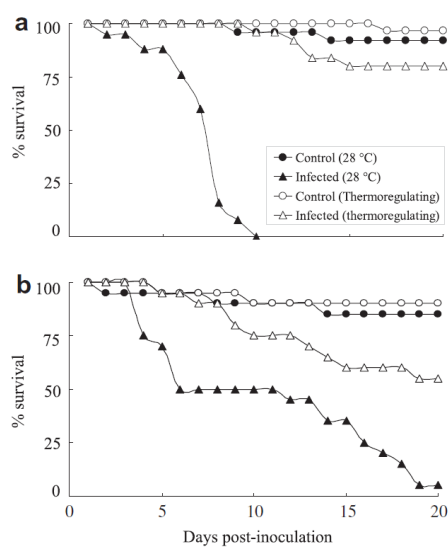 a
100
75
50
25
0
% survival
Control (28 °C)
Infected (28 °C)
Control (Thermoregulating)
Infected (thermoregulating)
b
100
75
50
25
0
% survival
0 5 10 15 20
Days post-inoculation